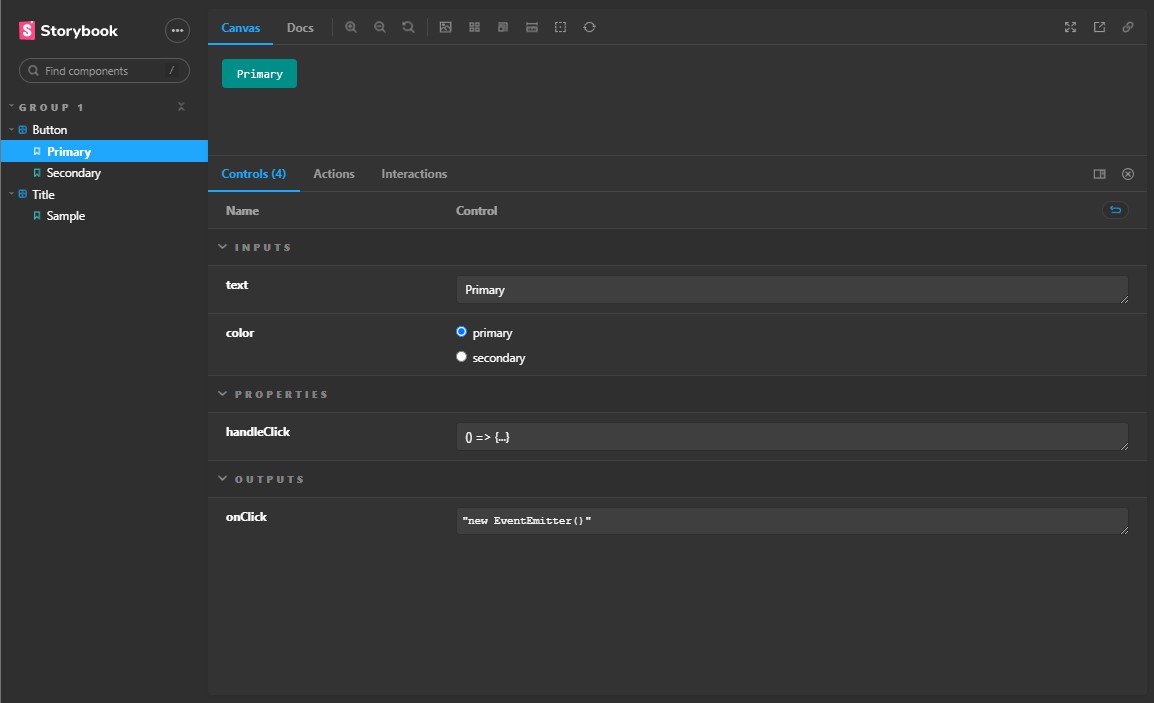 Storybook
Find components /
GROUP 1
Button
Primary
Secondary
Title
Sample
Canvas Docs
Primary
Controls (4) Actions Interactions
Name Control
INPUTS
text Primary
color primary
secondary
PROPERTIES
handleClick () => {...}
OUTPUTS
onClick "new EventEmitter()"